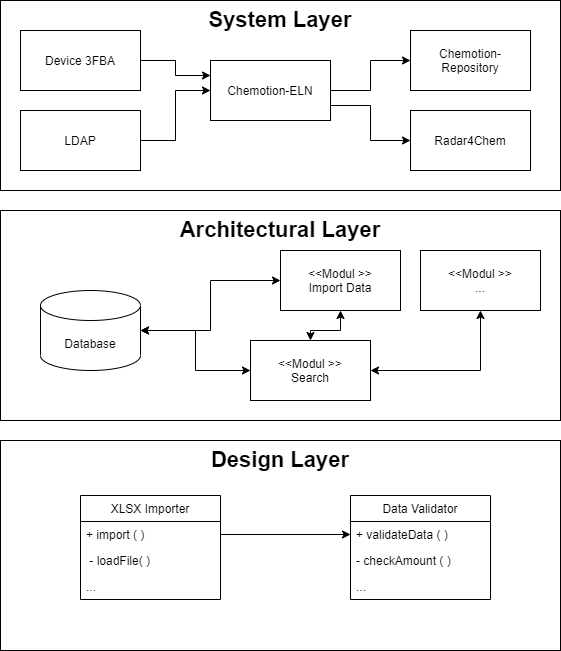 System Layer
Device 3FBA
LDAP
Chemotion-ELN
Chemotion-
Repository
Radar4Chem
Architectural Layer
Database
<<Modul >>
Import Data
<<Modul >>
...
<<Modul >>
Search
Design Layer
XLSX Importer
+ import ( )
- loadFile( )
...
Data Validator
+ validateData ( )
- checkAmount ( )
...